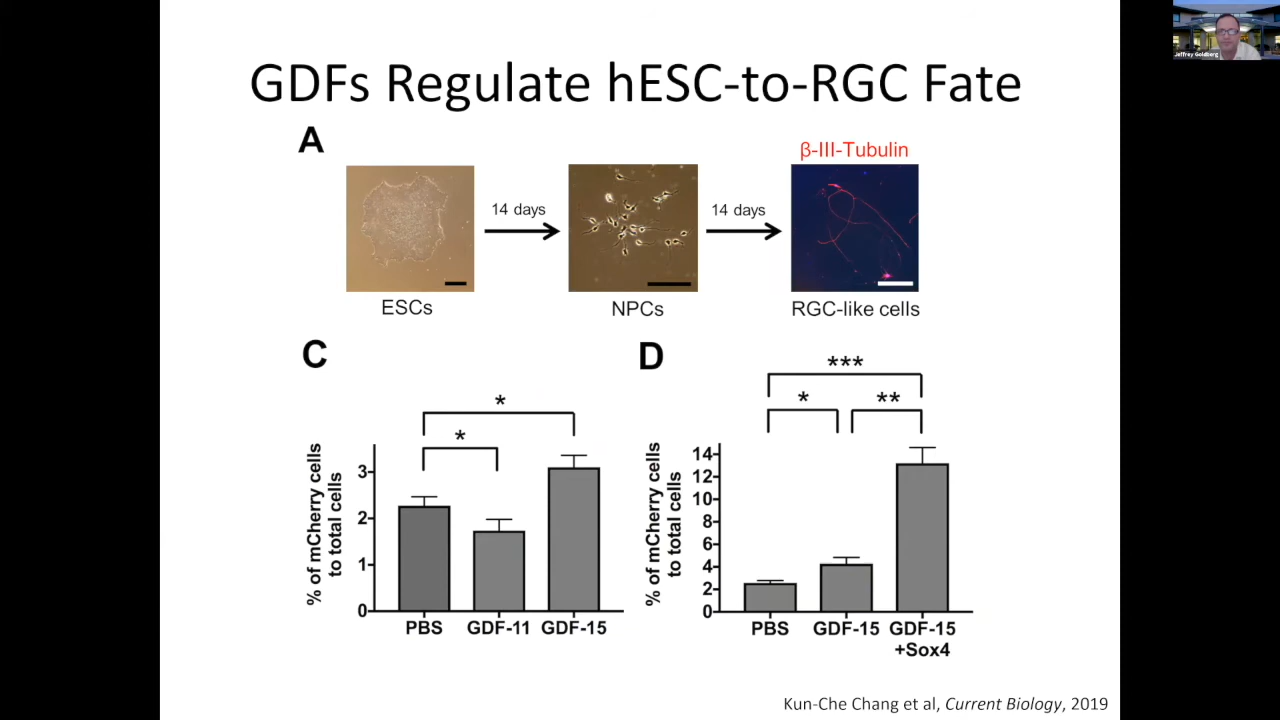 GDFs Regulate hESC-to-RGC Fate
Jeffrey Goldberg
A
β-III-Tubulin
14 days
14 days
ESCs
NPCs
RGC-like cells
C
% of mCherry cells
to total cells
3
2
1
0
*
*
PBS
GDF-11
GDF-15
D
% of mCherry cells
to total cells
14
12
10
8
6
4
2
0
***
*
**
PBS
GDF-15
GDF-15
+Sox4
Kun-Che Chang et al, Current Biology, 2019